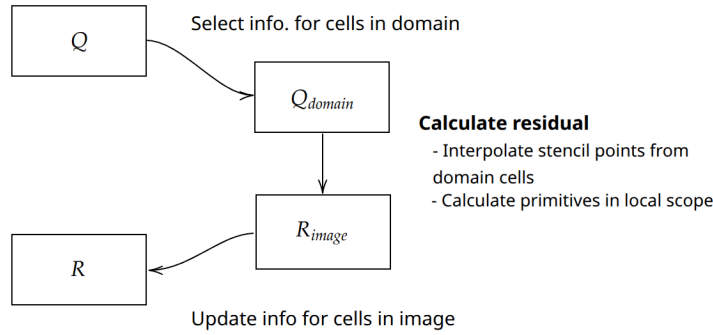 Q
Select info. for cells in domain
Q_domain
Calculate residual
- Interpolate stencil points from
domain cells
- Calculate primitives in local scope
R_image
R
Update info for cells in image